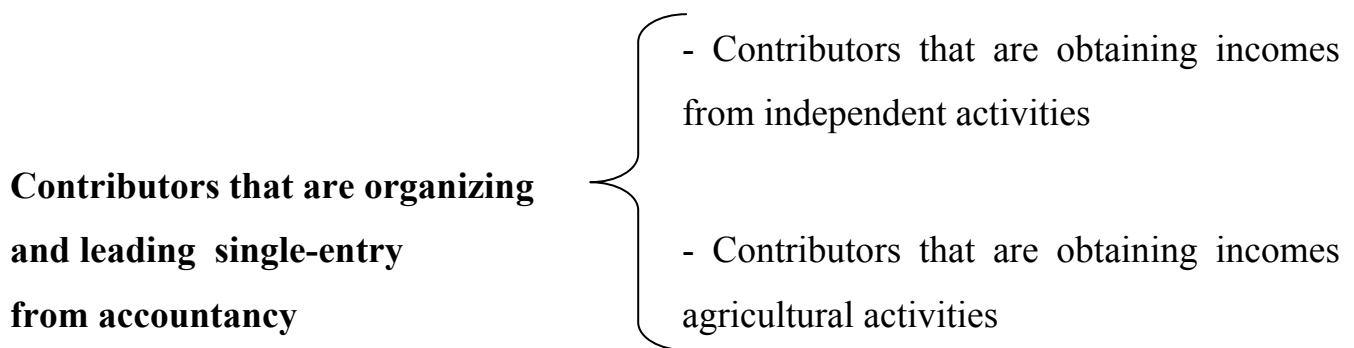 - Contributors that are obtaining incomes
from independent activities
Contributors that are organizing
and leading single-entry
from accountancy
- Contributors that are obtaining incomes
agricultural activities